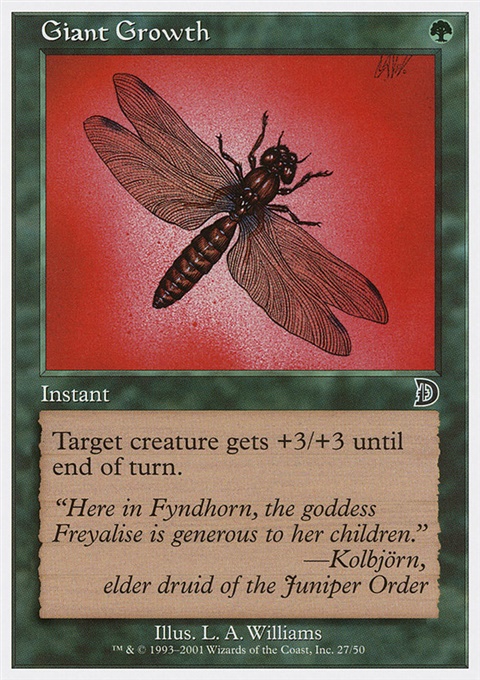 Giant Growth
Instant
Target creature gets +3/+3 until
end of turn.
“Here in Fyndhorn, the goddess
Freyalise is generous to her children.”
—Kolbjörn,
elder druid of the Juniper Order
Illus. L. A. Williams
™ & © 1993–2001 Wizards of the Coast, Inc. 27/50